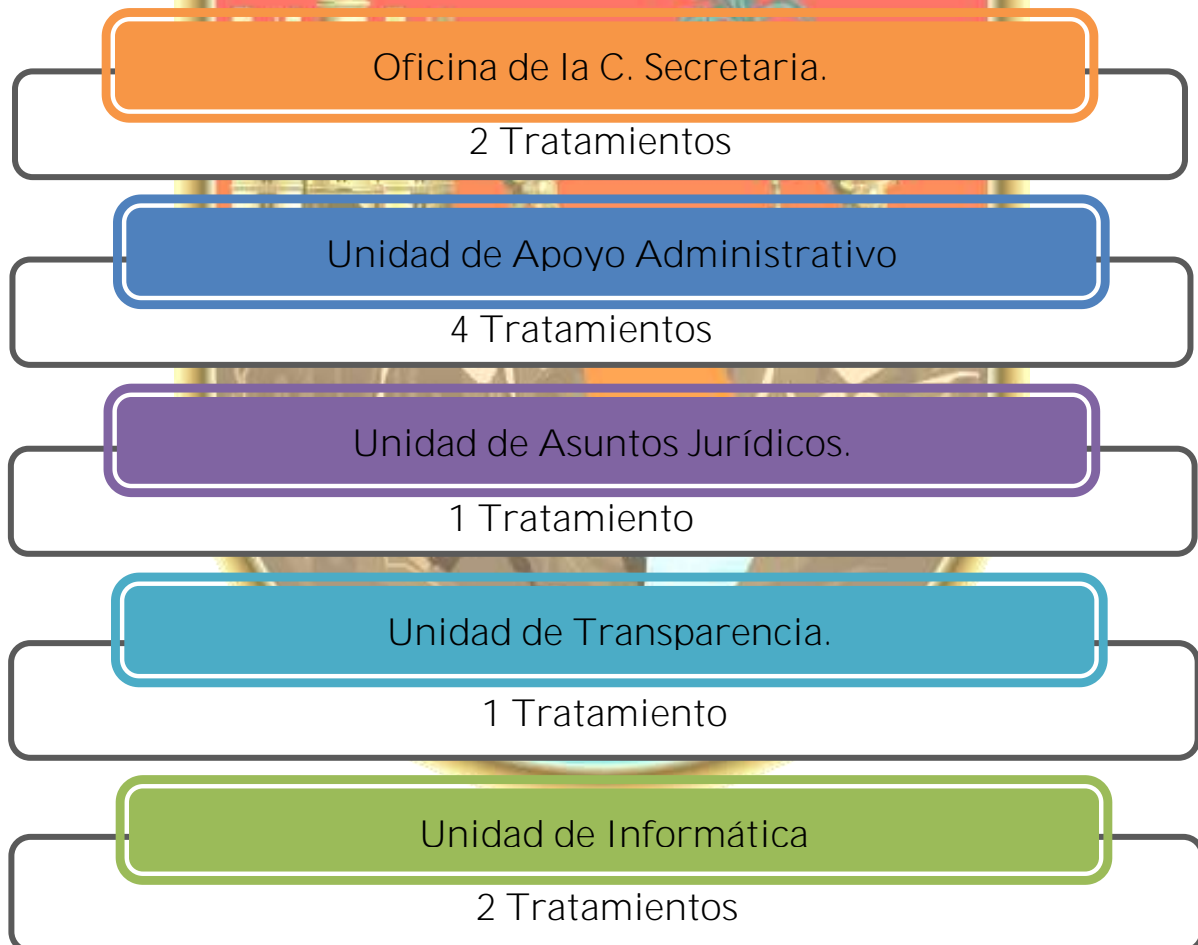 Oficina de la C. Secretaria.
2 Tratamientos
Unidad de Apoyo Administrativo
4 Tratamientos
Unidad de Asuntos Jurídicos.
1 Tratamiento
Unidad de Transparencia.
1 Tratamiento
Unidad de Informática
2 Tratamientos